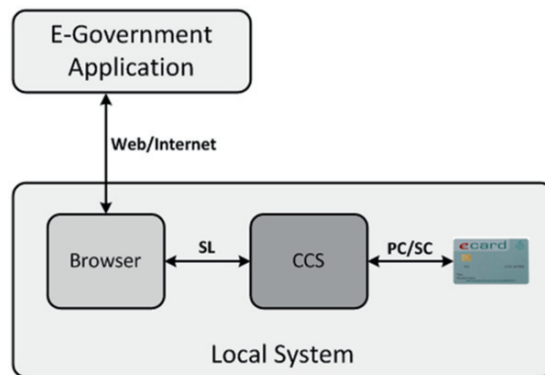 E-Government
Application
Web/Internet
Browser
SL
CCS
PC/SC
ecard
Local System